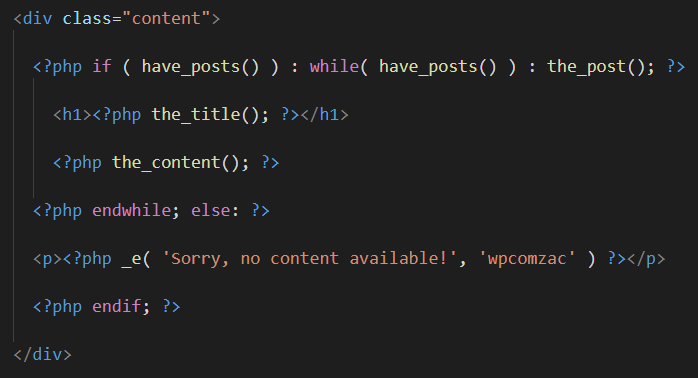 <div class="content">
<?php if ( have_posts() ) : while( have_posts() ) : the_post(); ?>
<h1><?php the_title(); ?></h1>
<?php the_content(); ?>
<?php endwhile; else: ?>
<p><?php _e( 'Sorry, no content available!', 'wpcomzac' ) ?></p>
<?php endif; ?>
</div>